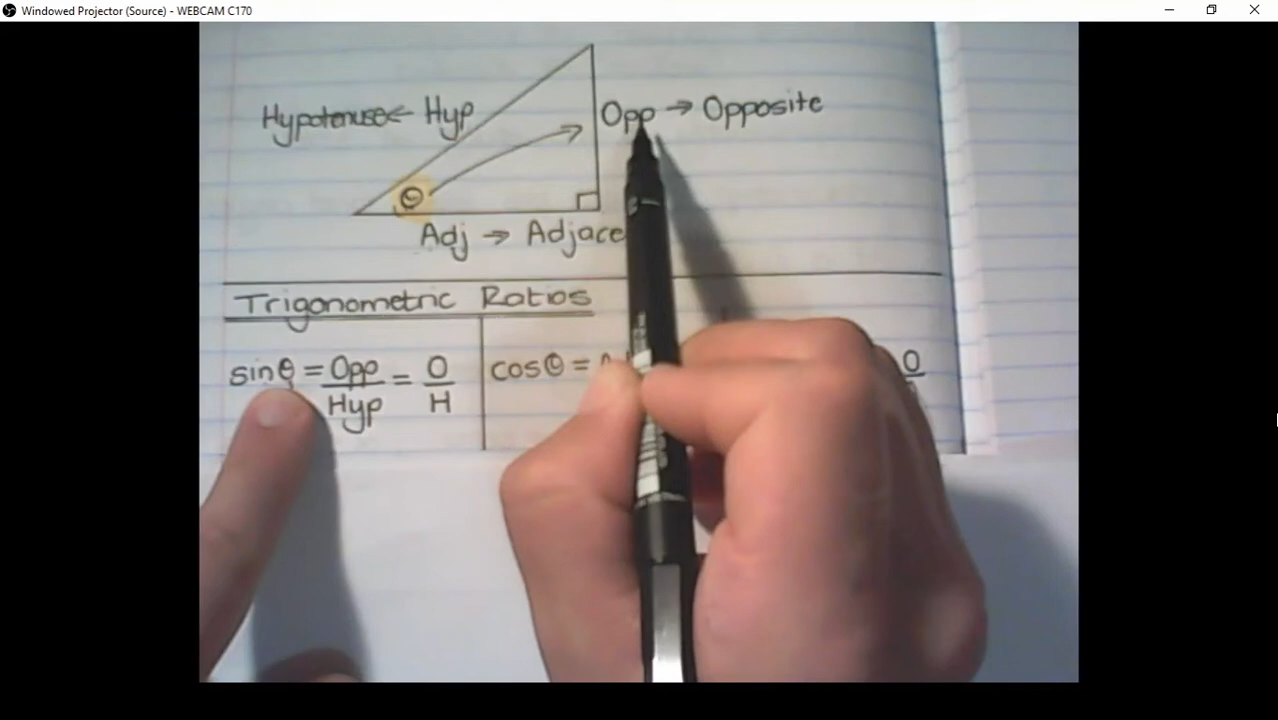 Windowed Projector (Source) - WEBCAM C170
Hypotenuse ← Hyp
Opp → Opposite
θ
Adj → Adjace
Trigonometric Ratios
sinθ = Opp/Hyp = O/H
cosθ =
O